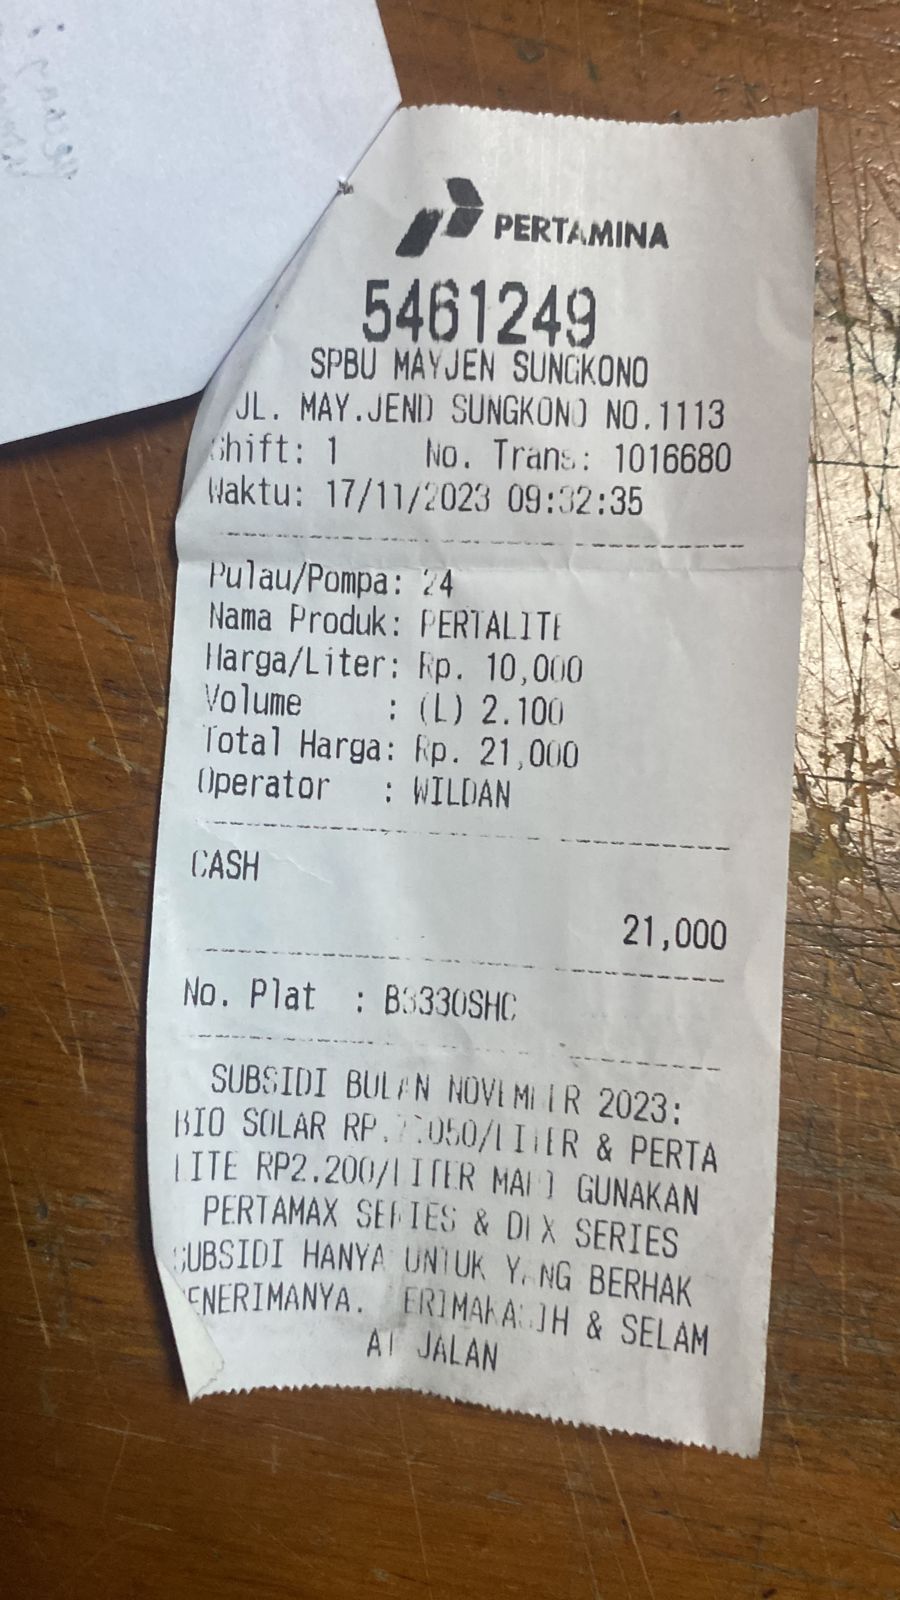 PERTAMINA
5461249
SPBU MAYJEN SUNGKONO
JL. MAY.JEND SUNGKONO NO.1113
Shift: 1 No. Trans: 1016680
Waktu: 17/11/2023 09:32:35
Pulau/Pompa: 24
Nama Produk: PERTALITE
Harga/Liter: Rp. 10,000
Volume : (L) 2.100
Total Harga: Rp. 21,000
Operator : WILDAN
CASH
21,000
No. Plat : B3330SHC
SUBSIDI BULAN NOVEMBER 2023:
BIO SOLAR /LITER & PERTA
LITE RP2.200/LITER GUNAKAN
PERTAMAX SERIES & DEX SERIES
SUBSIDI HANYA UNTUK YANG BERHAK
MENERIMANYA. TERIMAKASIH & SELAM
AT JALAN